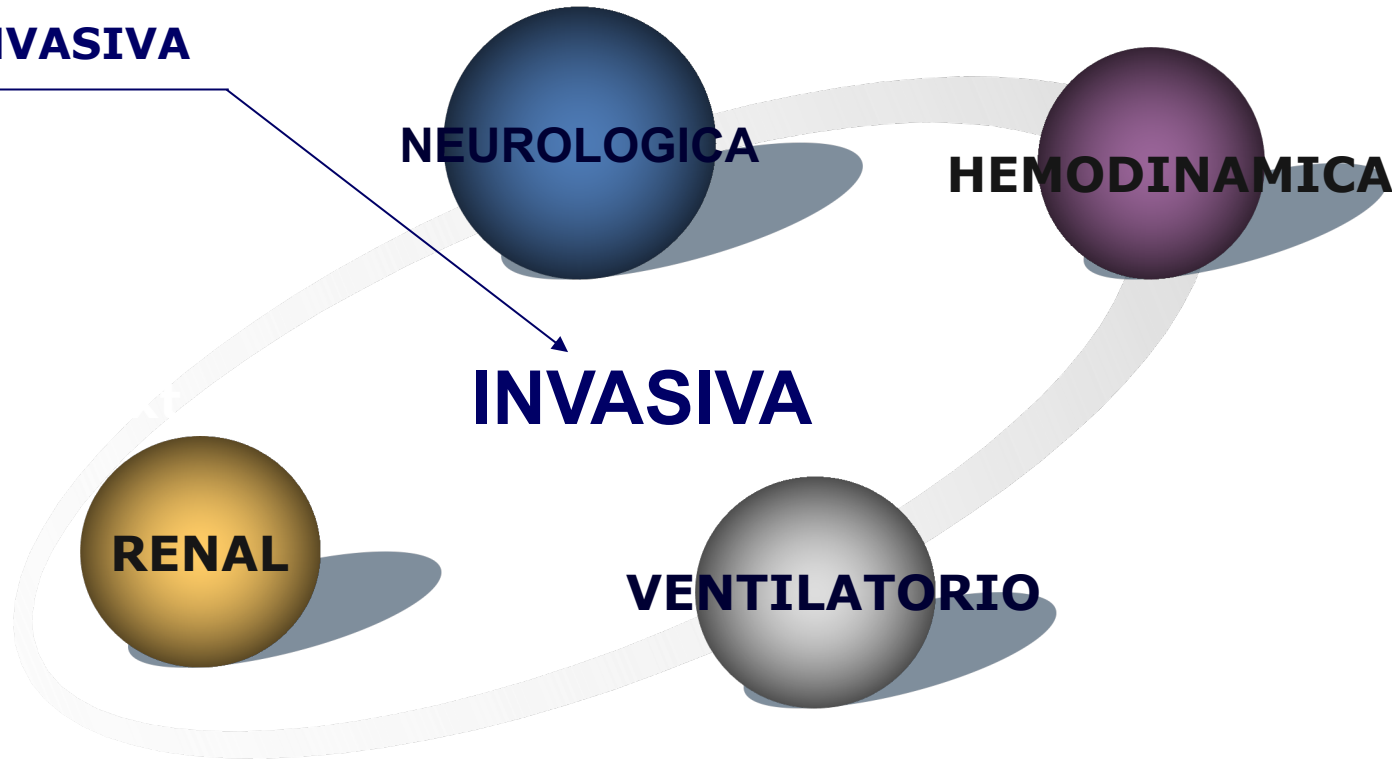 NVASIVA
NEUROLOGICA
HEMODINAMICA
INVASIVA
RENAL
VENTILATORIO